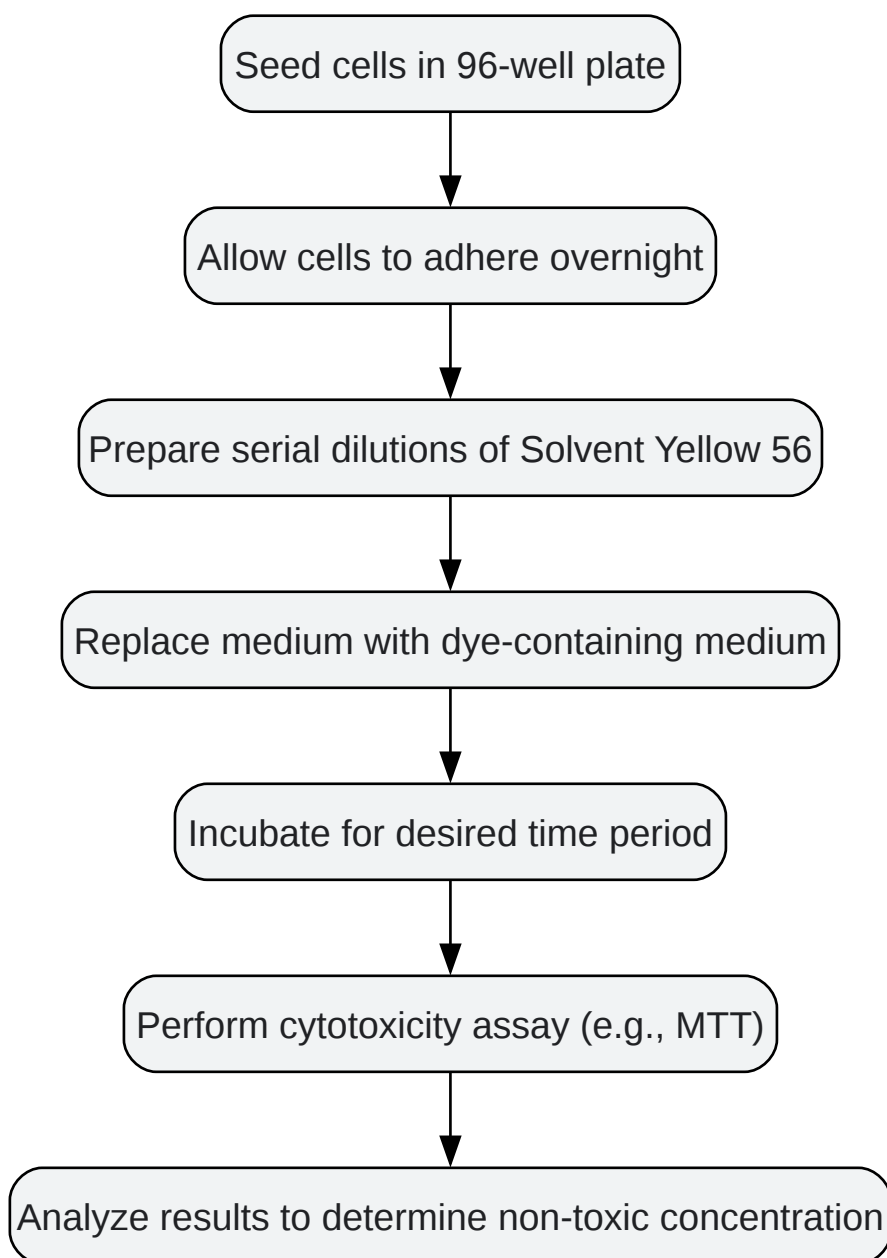 Seed cells in 96-well plate
Allow cells to adhere overnight
Prepare serial dilutions of Solvent Yellow 56
Replace medium with dye-containing medium
Incubate for desired time period
Perform cytotoxicity assay (e.g., MTT)
Analyze results to determine non-toxic concentration